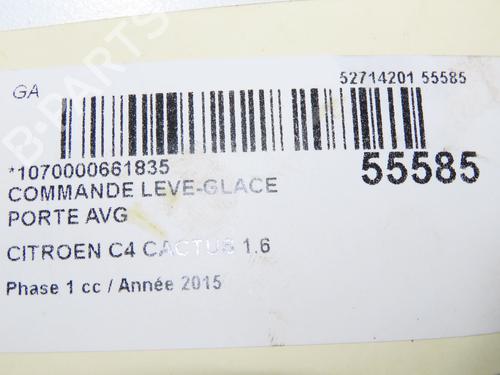 GA
52714201 55585
*1070000661835
55585
COMMANDE LEVE-GLACE
PORTE AVG
CITROEN C4 CACTUS 1.6
Phase 1 cc / Année 2015
B-PARTS